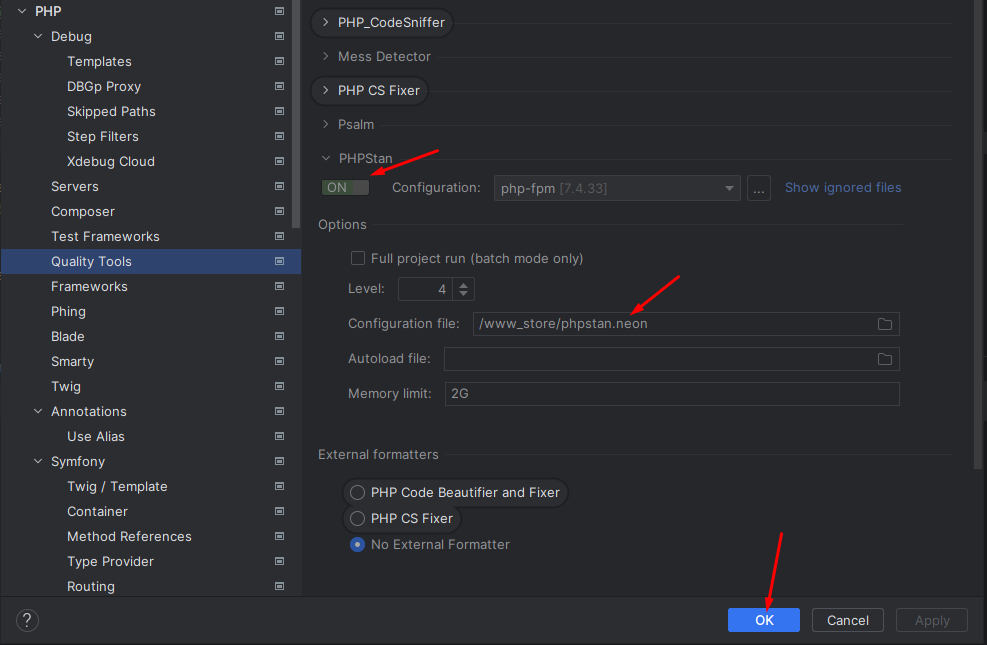 PHP
Debug
Templates
DBGp Proxy
Skipped Paths
Step Filters
Xdebug Cloud
Servers
Composer
Test Frameworks
Quality Tools
Frameworks
Phing
Blade
Smarty
Twig
Annotations
Use Alias
Symfony
Twig / Template
Container
Method References
Type Provider
Routing
PHP_CodeSniffer
Mess Detector
PHP CS Fixer
Psalm
PHPStan
ON Configuration: php-fpm [7.4.33] ... Show ignored files
Options
Full project run (batch mode only)
Level: 4
Configuration file: /www_store/phpstan.neon
Autoload file:
Memory limit: 2G
External formatters
PHP Code Beautifier and Fixer
PHP CS Fixer
No External Formatter
? OK Cancel Apply